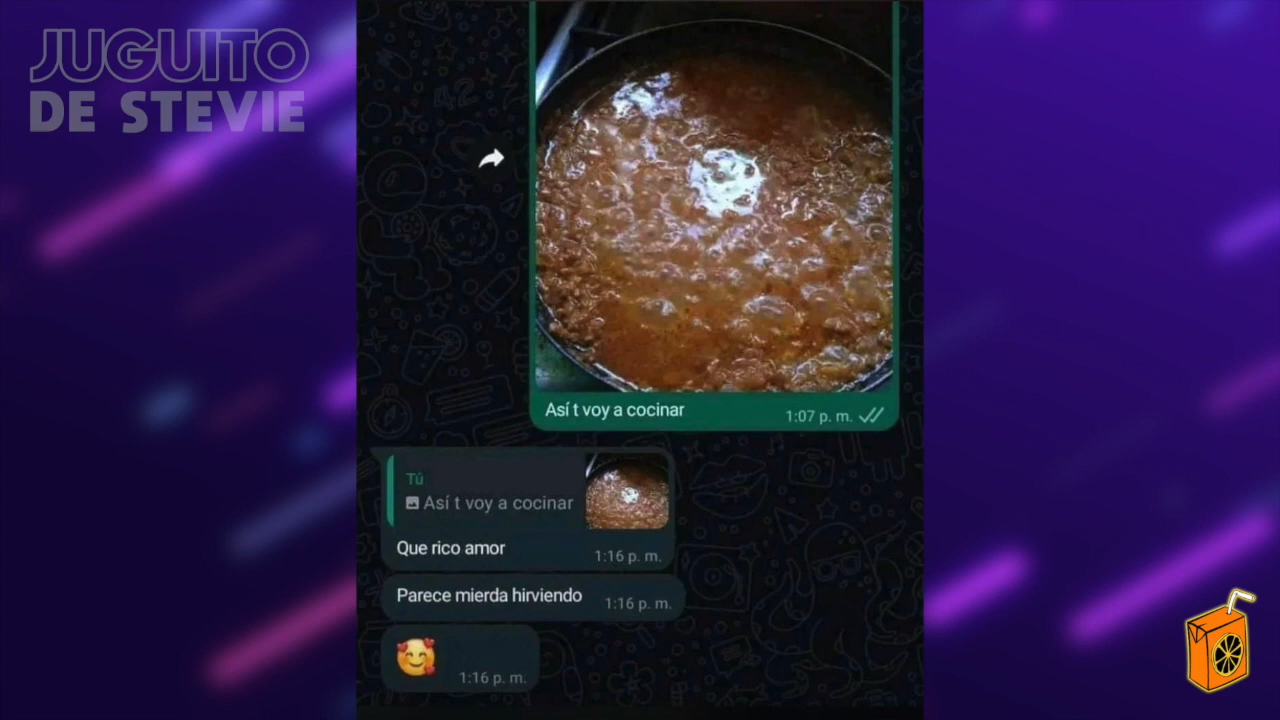 JUGUITO
DE STEVIE
Así t voy a cocinar
1:07 p. m.
Tú
Así t voy a cocinar
Que rico amor
1:16 p. m.
Parece mierda hirviendo
1:16 p. m.
1:16 p. m.